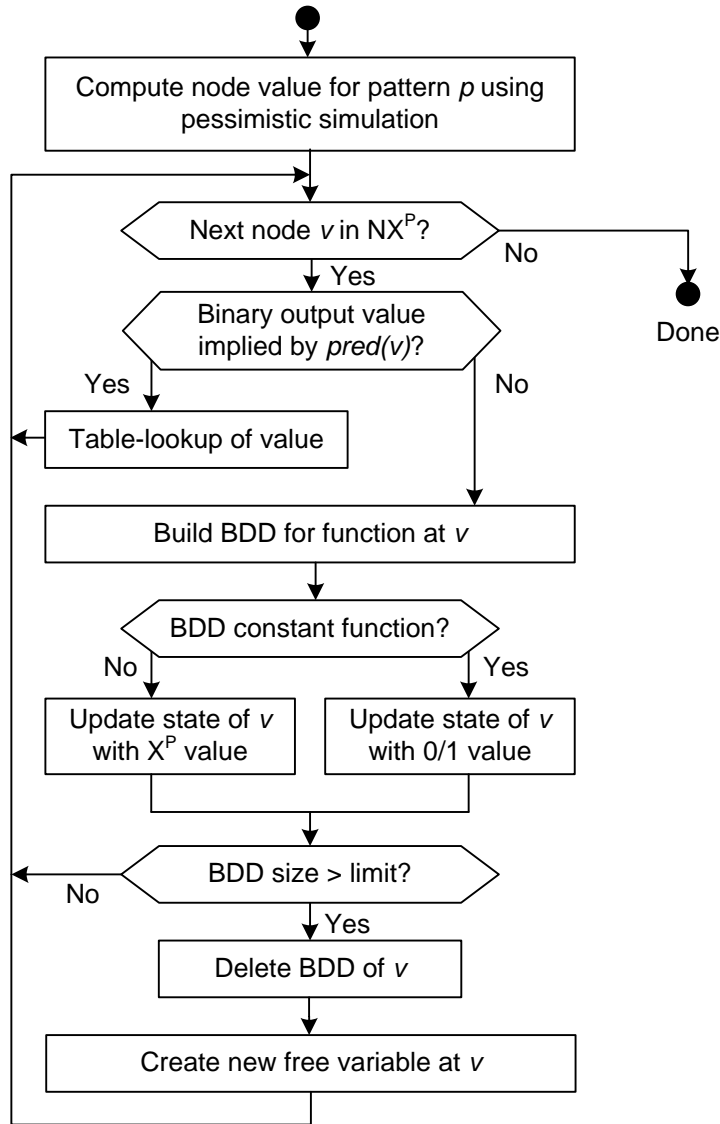 Compute node value for pattern p using
pessimistic simulation
Next node v in NXᴾ?
No
Yes
Done
Binary output value
implied by pred(v)?
Yes
No
Table-lookup of value
Build BDD for function at v
BDD constant function?
No
Yes
Update state of v
with Xᴾ value
Update state of v
with 0/1 value
BDD size > limit?
No
Yes
Delete BDD of v
Create new free variable at v